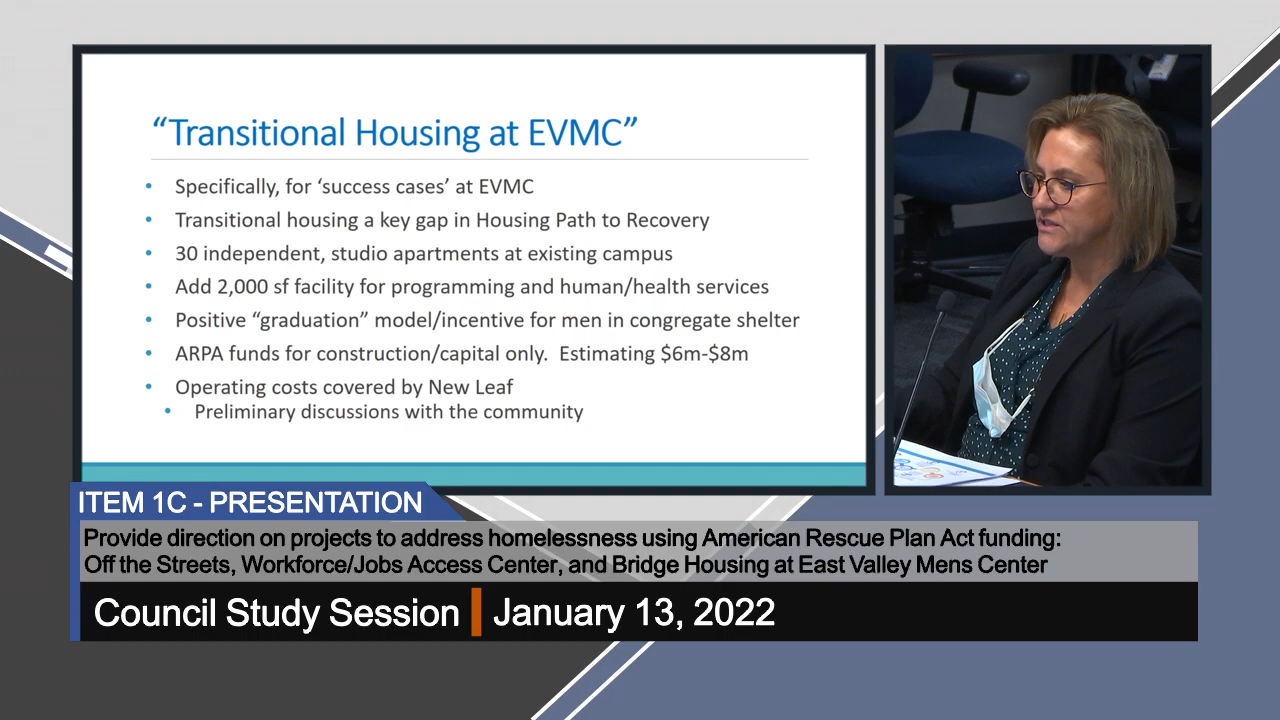 “Transitional Housing at EVMC”
• Specifically, for ‘success cases’ at EVMC
• Transitional housing a key gap in Housing Path to Recovery
• 30 independent, studio apartments at existing campus
• Add 2,000 sf facility for programming and human/health services
• Positive “graduation” model/incentive for men in congregate shelter
• ARPA funds for construction/capital only.  Estimating $6m-$8m
• Operating costs covered by New Leaf
• Preliminary discussions with the community
ITEM 1C - PRESENTATION
Provide direction on projects to address homelessness using American Rescue Plan Act funding:
Off the Streets, Workforce/Jobs Access Center, and Bridge Housing at East Valley Mens Center
Council Study Session January 13, 2022